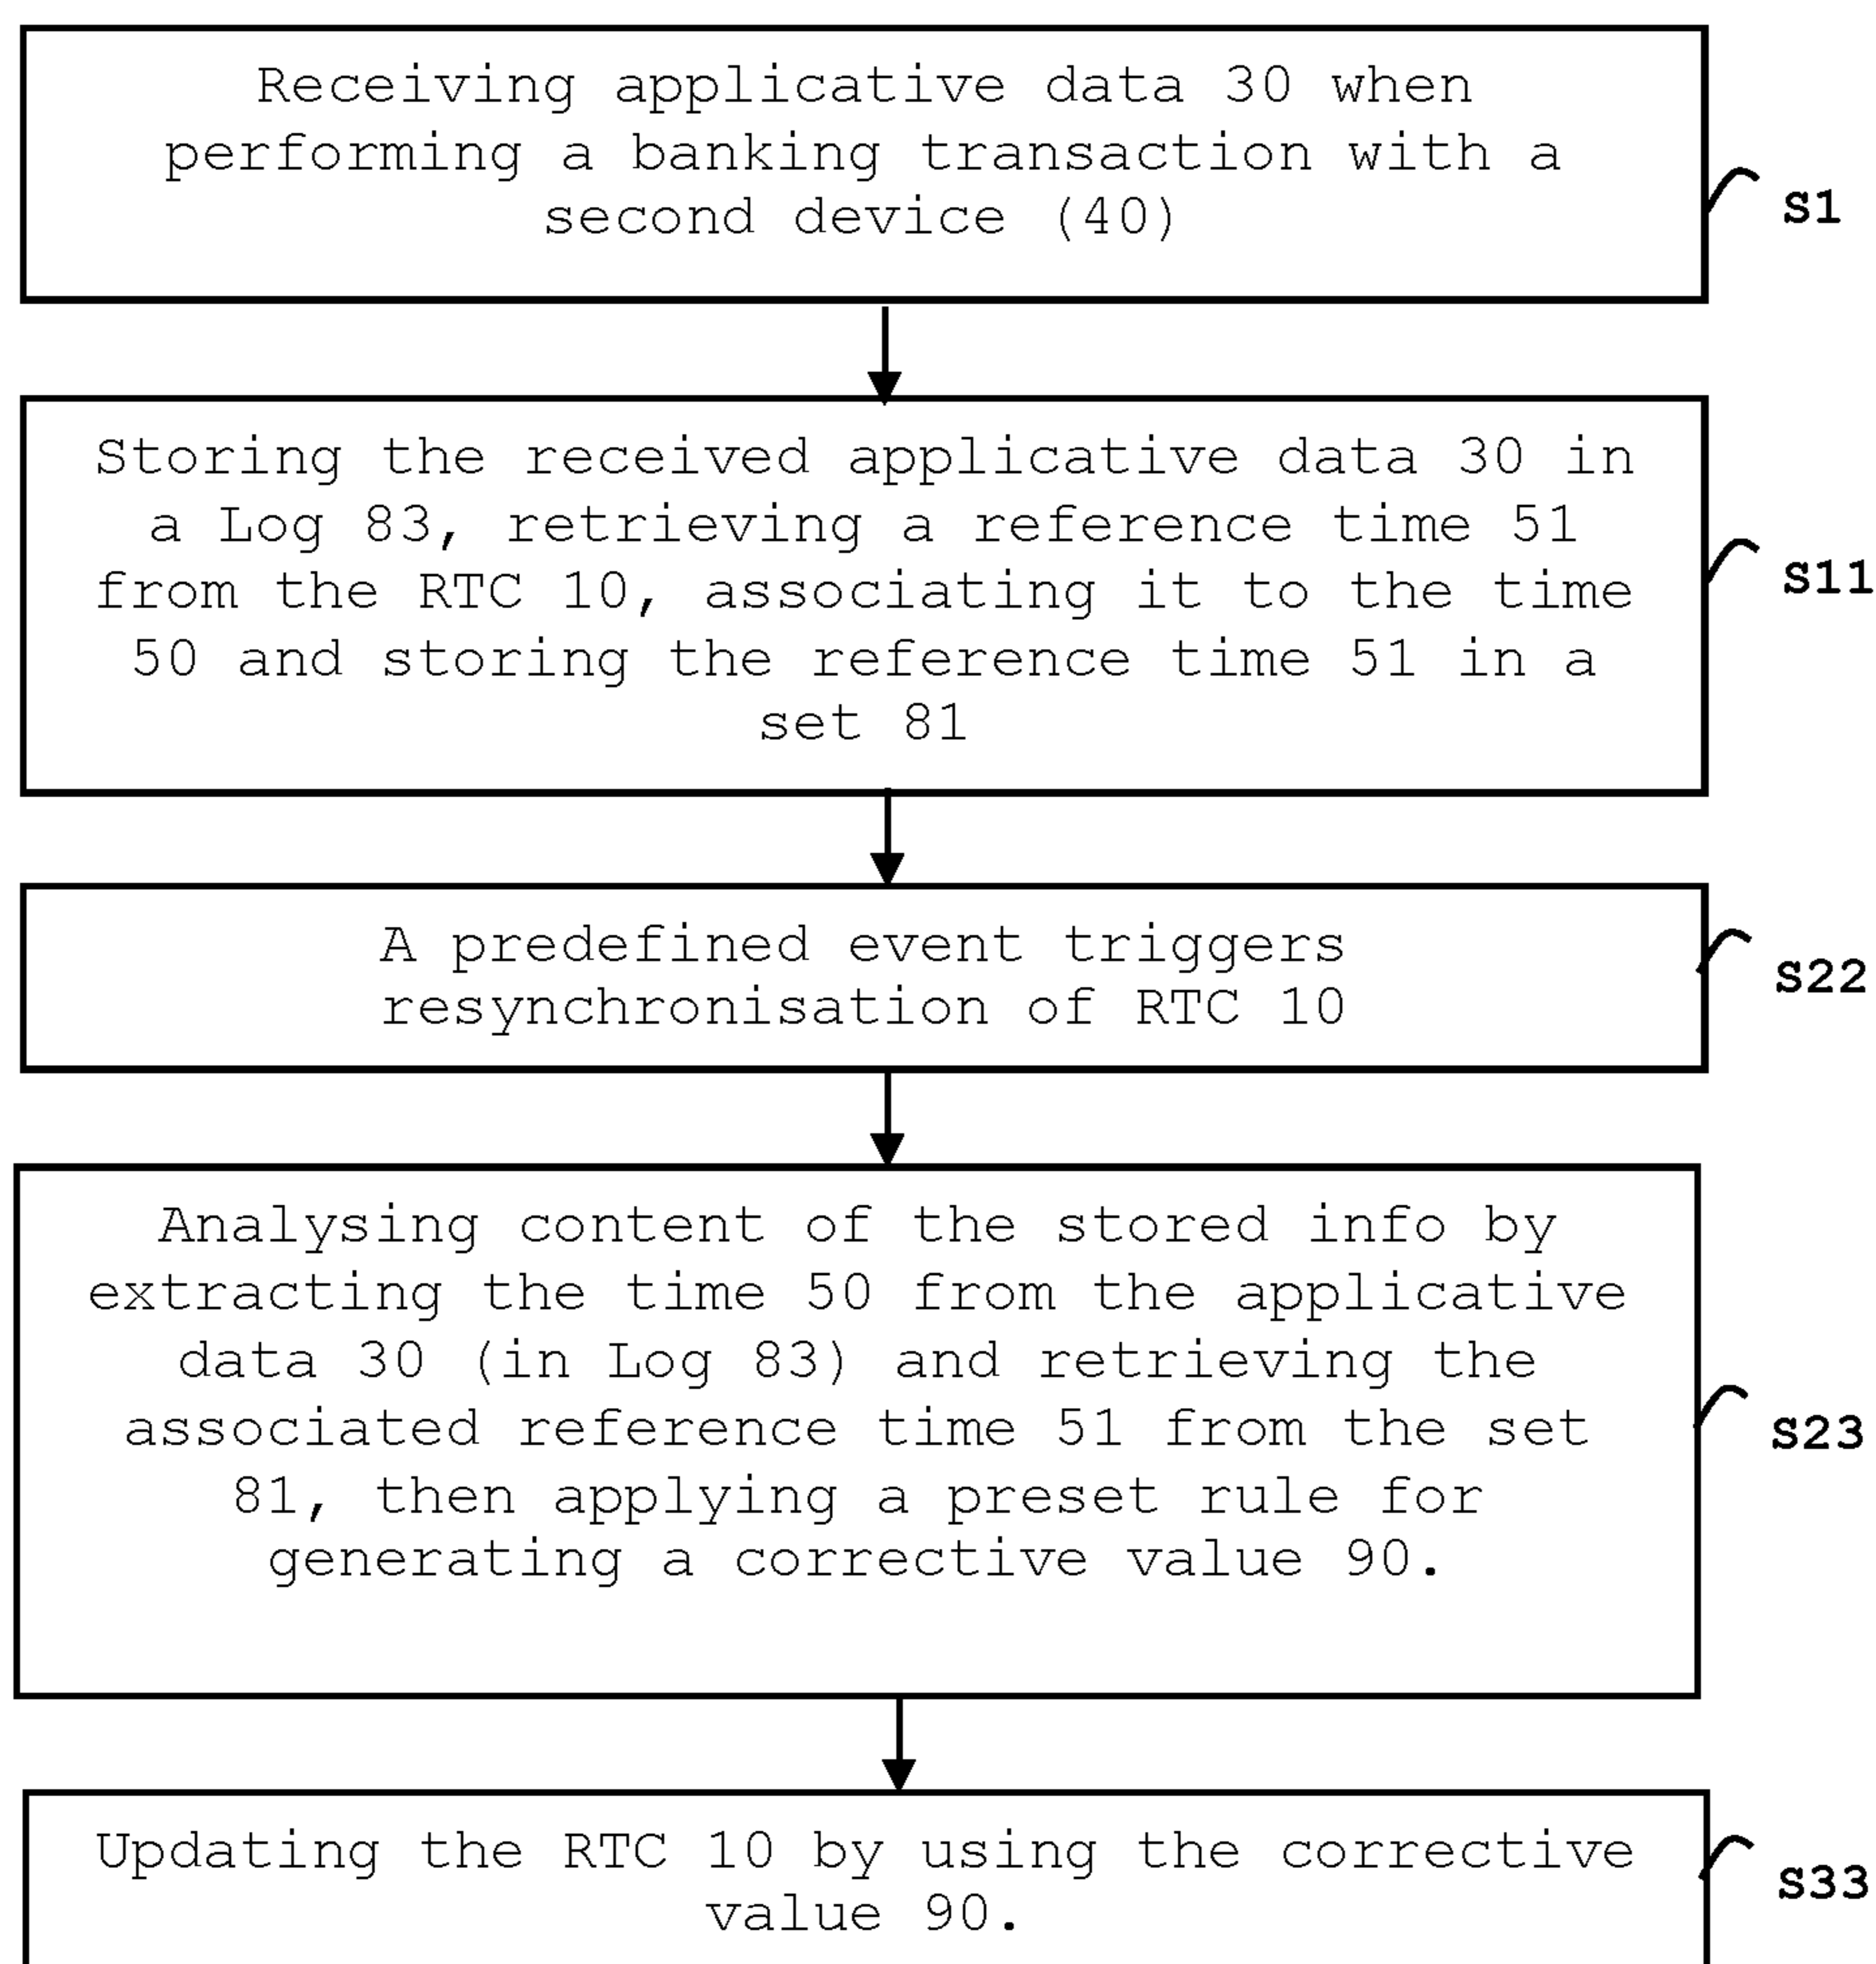 Receiving applicative data 30 when
performing a banking transaction with a
second device (40)
S1
Storing the received applicative data 30 in
a Log 83, retrieving a reference time 51
from the RTC 10, associating it to the time
50 and storing the reference time 51 in a
set 81
S11
A predefined event triggers
resynchronisation of RTC 10
S22
Analysing content of the stored info by
extracting the time 50 from the applicative
data 30 (in Log 83) and retrieving the
associated reference time 51 from the set
81, then applying a preset rule for
generating a corrective value 90.
S23
Updating the RTC 10 by using the corrective
value 90.
S33